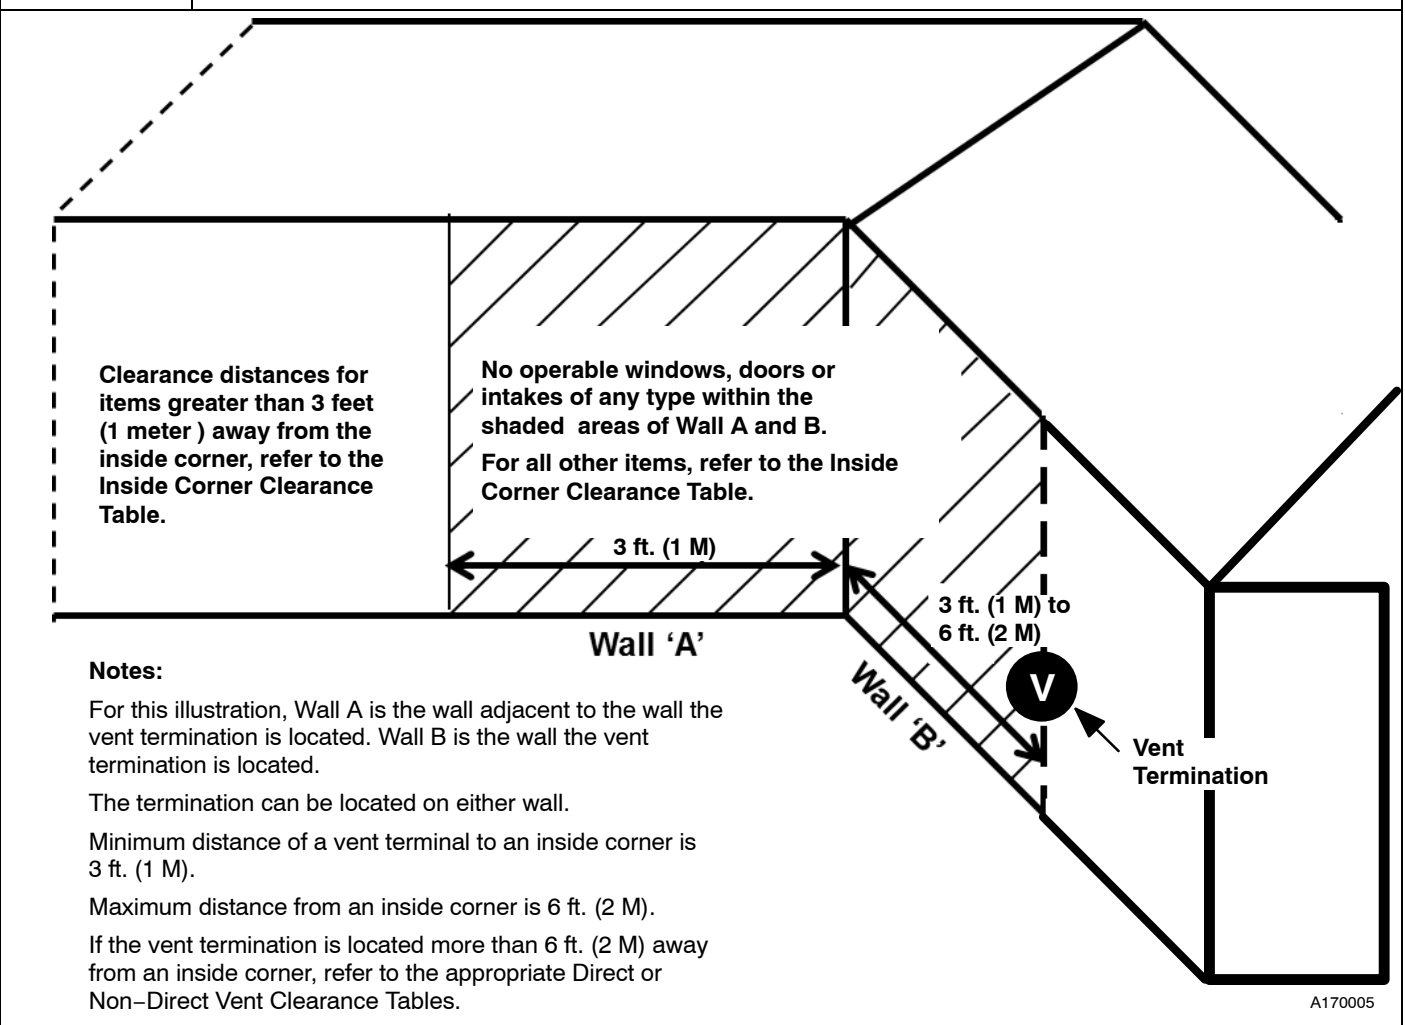 Clearance distances for
items greater than 3 feet
(1 meter ) away from the
inside corner, refer to the
Inside Corner Clearance
Table.
No operable windows, doors or
intakes of any type within the
shaded areas of Wall A and B.
For all other items, refer to the Inside
Corner Clearance Table.
3 ft. (1 M)
3 ft. (1 M) to
6 ft. (2 M)
Wall ‘A’
Wall ‘B’
V
Vent
Termination
Notes:
For this illustration, Wall A is the wall adjacent to the wall the
vent termination is located. Wall B is the wall the vent
termination is located.
The termination can be located on either wall.
Minimum distance of a vent terminal to an inside corner is
3 ft. (1 M).
Maximum distance from an inside corner is 6 ft. (2 M).
If the vent termination is located more than 6 ft. (2 M) away
from an inside corner, refer to the appropriate Direct or
Non−Direct Vent Clearance Tables.
A170005